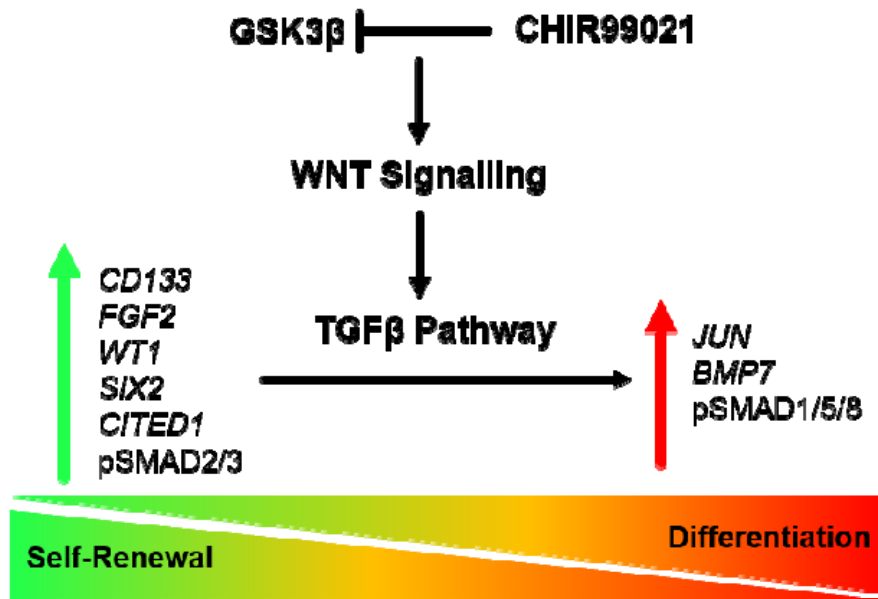 GSK3β CHIR99021
WNT Signalling
TGFβ Pathway
CD133
FGF2
WT1
SIX2
CITED1
pSMAD2/3
JUN
BMP7
pSMAD1/5/8
Self-Renewal
Differentiation